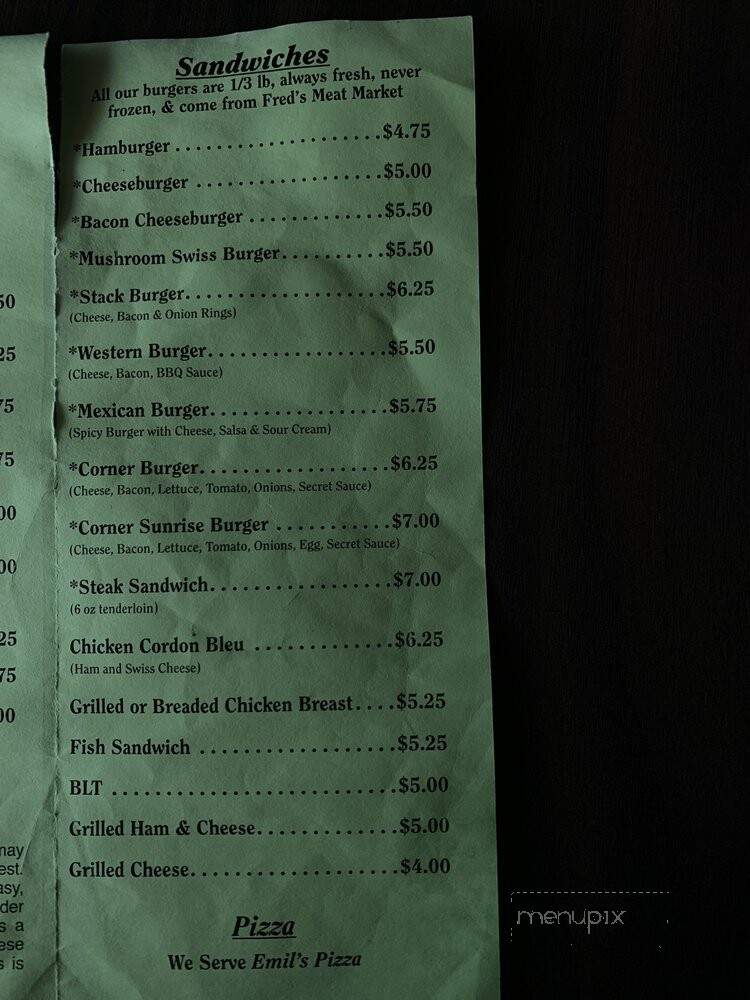 Sandwiches
All our burgers are 1/3 lb, always fresh, never
frozen, & come from Fred's Meat Market
*Hamburger . . . . . . . . . . . . . . . . . . . .$4.75
*Cheeseburger . . . . . . . . . . . . . . . . . .$5.00
*Bacon Cheeseburger . . . . . . . . . . . . .$5.50
*Mushroom Swiss Burger. . . . . . . . . .$5.50
*Stack Burger. . . . . . . . . . . . . . . . . . .$6.25
(Cheese, Bacon & Onion Rings)
*Western Burger. . . . . . . . . . . . . . . . .$5.50
(Cheese, Bacon, BBQ Sauce)
*Mexican Burger. . . . . . . . . . . . . . . . .$5.75
(Spicy Burger with Cheese, Salsa & Sour Cream)
*Corner Burger. . . . . . . . . . . . . . . . . .$6.25
(Cheese, Bacon, Lettuce, Tomato, Onions, Secret Sauce)
*Corner Sunrise Burger . . . . . . . . . . .$7.00
(Cheese, Bacon, Lettuce, Tomato, Onions, Egg, Secret Sauce)
*Steak Sandwich. . . . . . . . . . . . . . . . .$7.00
(6 oz tenderloin)
Chicken Cordon Bleu . . . . . . . . . . . . .$6.25
(Ham and Swiss Cheese)
Grilled or Breaded Chicken Breast. . . .$5.25
Fish Sandwich . . . . . . . . . . . . . . . . . .$5.25
BLT . . . . . . . . . . . . . . . . . . . . . . . . . .$5.00
Grilled Ham & Cheese. . . . . . . . . . . . .$5.00
Grilled Cheese. . . . . . . . . . . . . . . . . . .$4.00
Pizza
We Serve Emil's Pizza
menupix